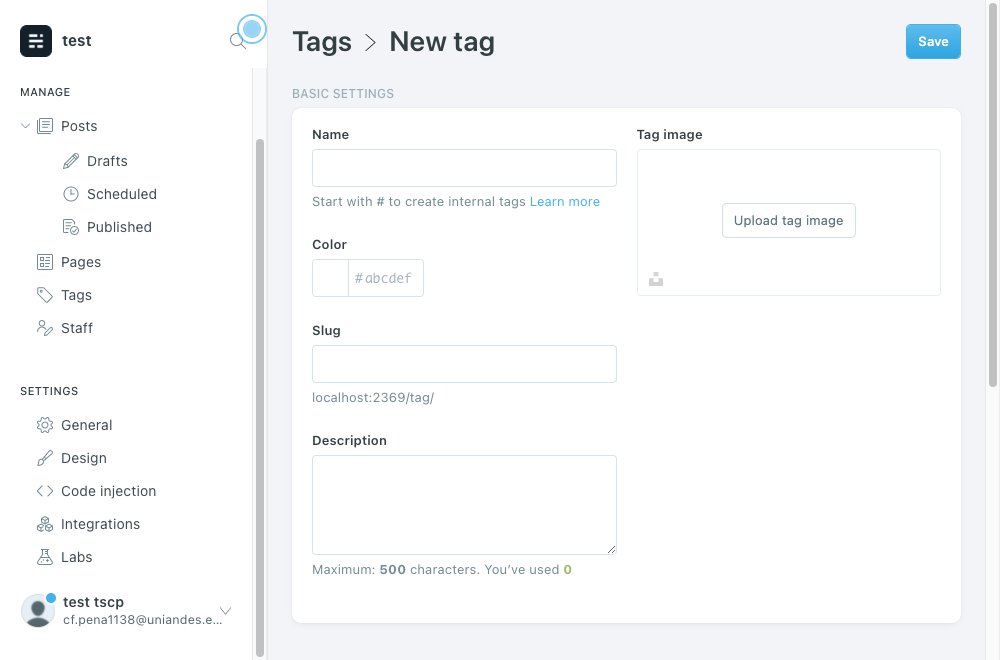 test
MANAGE
Posts
Drafts
Scheduled
Published
Pages
Tags
Staff
SETTINGS
General
Design
Code injection
Integrations
Labs
test tscp
cf.pena1138@uniandes.e...
Tags > New tag
Save
BASIC SETTINGS
Name
Start with # to create internal tags Learn more
Color
# abcdef
Slug
localhost:2369/tag/
Description
Maximum: 500 characters. You’ve used 0
Tag image
Upload tag image